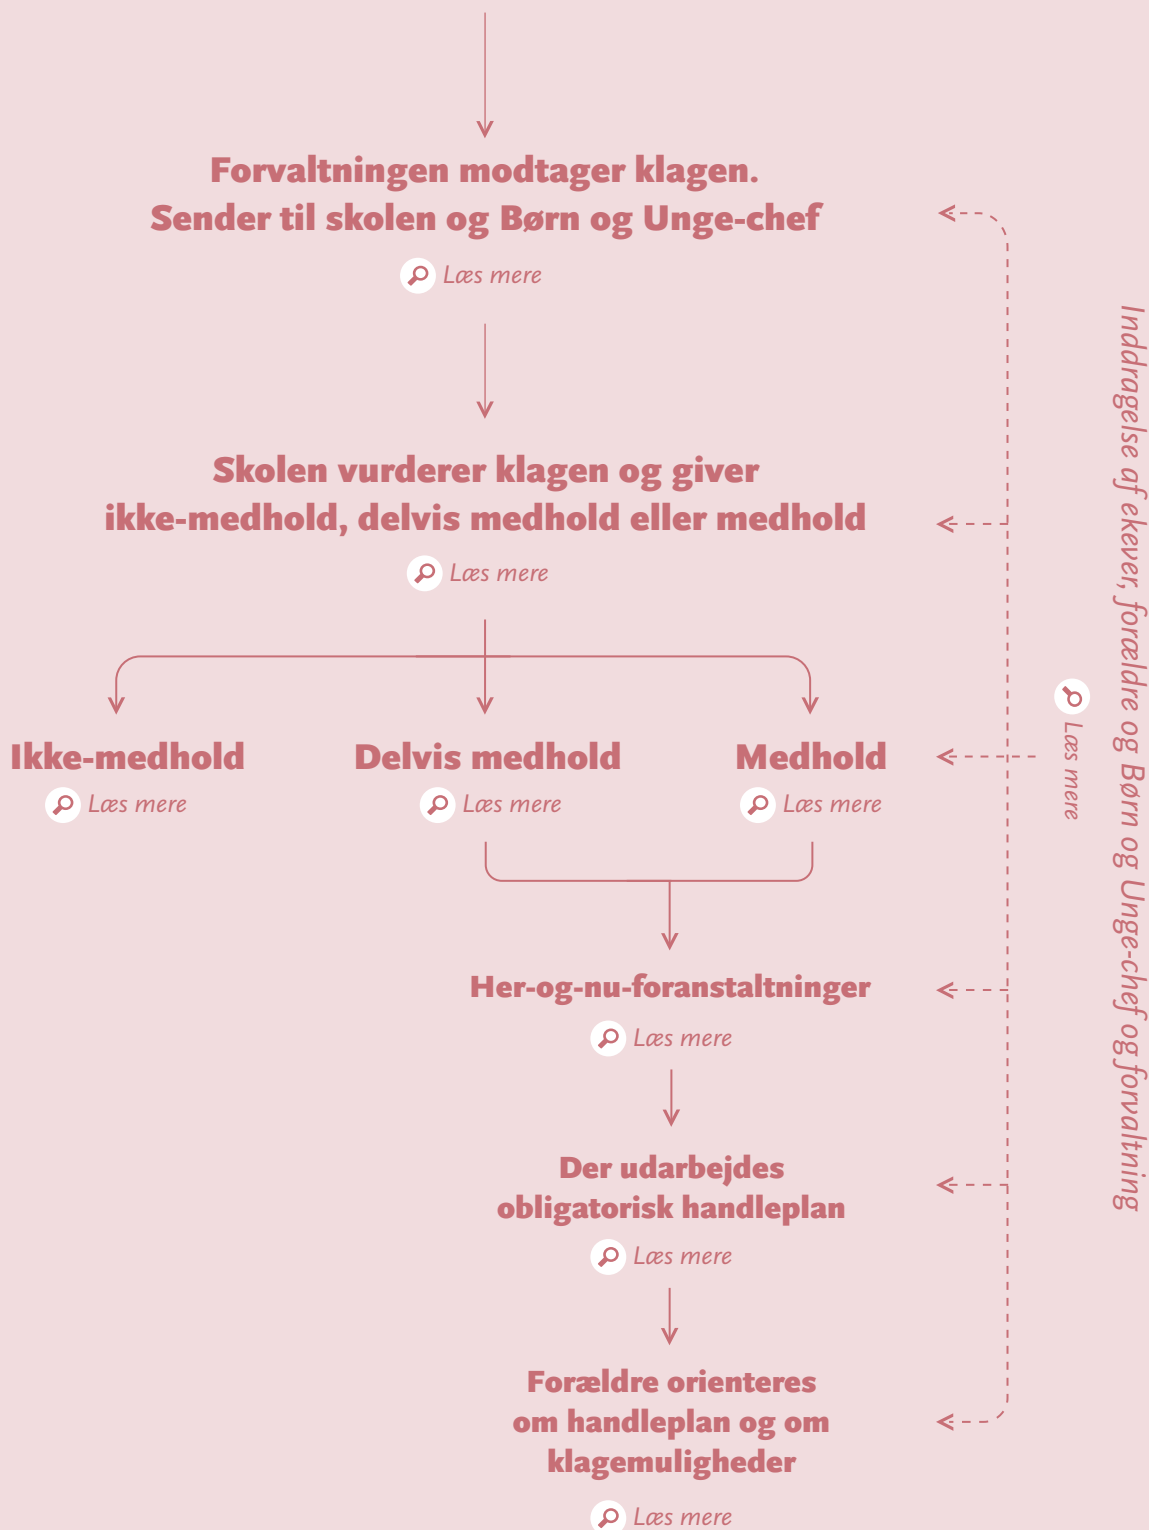 Forvaltningen modtager klagen.
Sender til skolen og Børn og Unge-chef
Læs mere
Skolen vurderer klagen og giver
ikke-medhold, delvis medhold eller medhold
Læs mere
Ikke-medhold
Læs mere
Delvis medhold
Læs mere
Medhold
Læs mere
Her-og-nu-foranstaltninger
Læs mere
Der udarbejdes
obligatorisk handleplan
Læs mere
Forældre orienteres
om handleplan og om
klagemuligheder
Læs mere
Inddragelse af ekever, forældre og Børn og Unge-chef og forvaltning
Læs mere